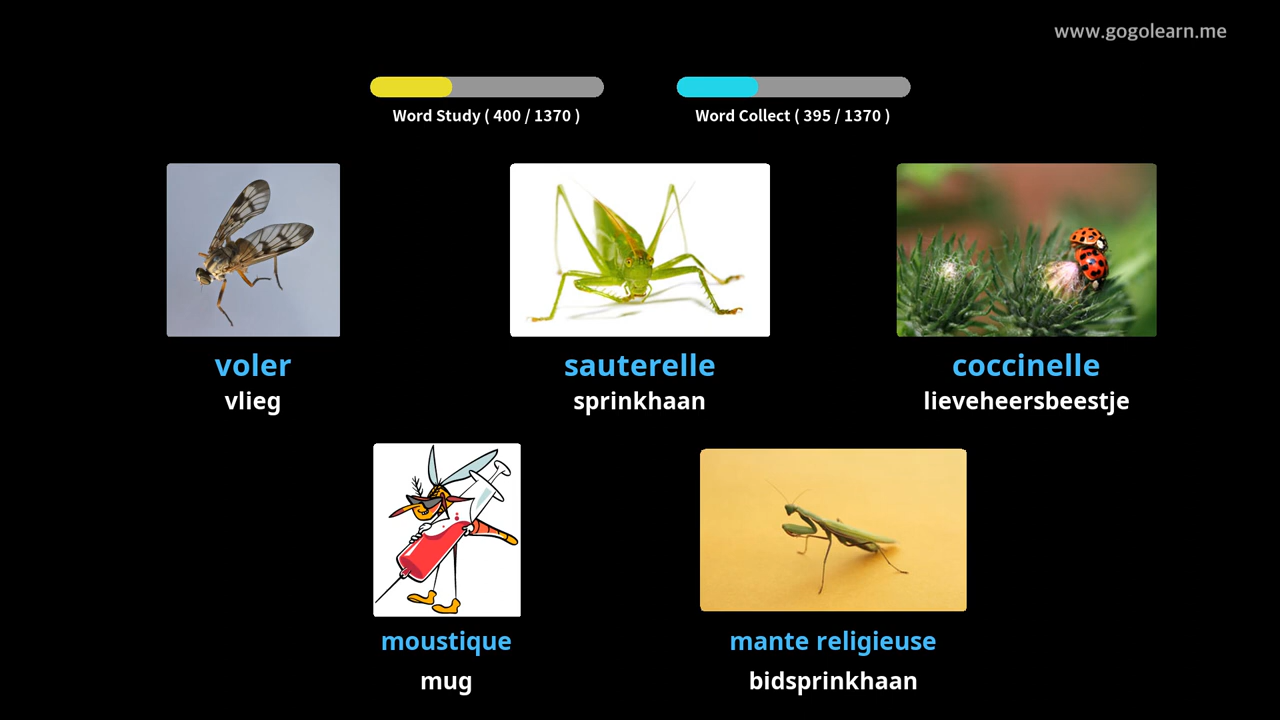 www.gogolearn.me
Word Study ( 400 / 1370 )
Word Collect ( 395 / 1370 )
voler
vlieg
sauterelle
sprinkhaan
coccinelle
lieveheersbeestje
moustique
mug
mante religieuse
bidsprinkhaan